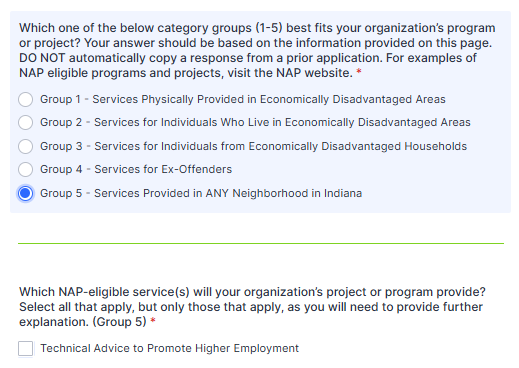 Which one of the below category groups (1-5) best fits your organization's program
or project? Your answer should be based on the information provided on this page.
DO NOT automatically copy a response from a prior application. For examples of
NAP eligible programs and projects, visit the NAP website. *
Group 1 - Services Physically Provided in Economically Disadvantaged Areas
Group 2 - Services for Individuals Who Live in Economically Disadvantaged Areas
Group 3 - Services for Individuals from Economically Disadvantaged Households
Group 4 - Services for Ex-Offenders
Group 5 - Services Provided in ANY Neighborhood in Indiana
Which NAP-eligible service(s) will your organization's project or program provide?
Select all that apply, but only those that apply, as you will need to provide further
explanation. (Group 5) *
Technical Advice to Promote Higher Employment